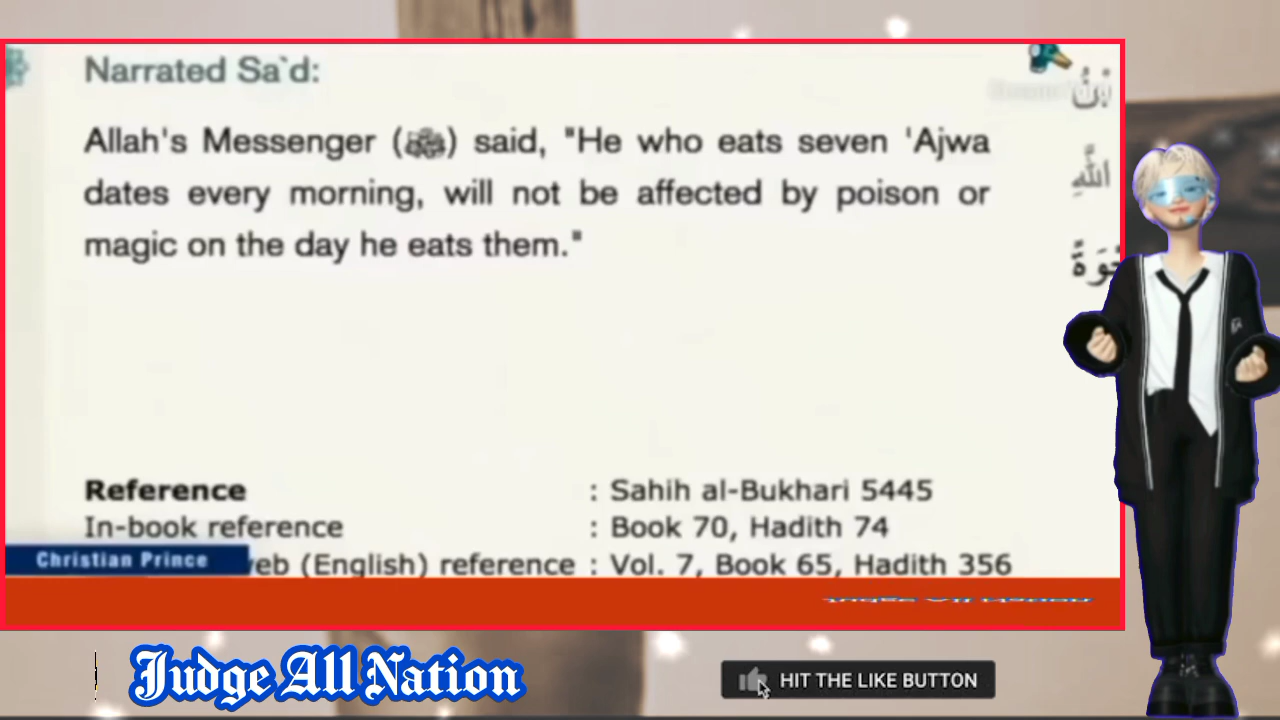 Narrated Sa`d:
Allah's Messenger (ﷺ) said, "He who eats seven 'Ajwa
dates every morning, will not be affected by poison or
magic on the day he eats them."
الله
Reference : Sahih al-Bukhari 5445
In-book reference : Book 70, Hadith 74
Christian Prince
eb (English) reference : Vol. 7, Book 65, Hadith 356
Judge All Nation
HIT THE LIKE BUTTON